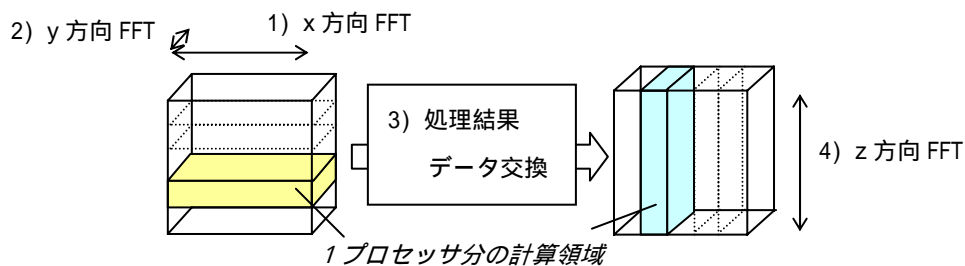 1) x 方向 FFT
2) y 方向 FFT
3) 処理結果
データ交換
4) z 方向 FFT
1 プロセッサ分の計算領域